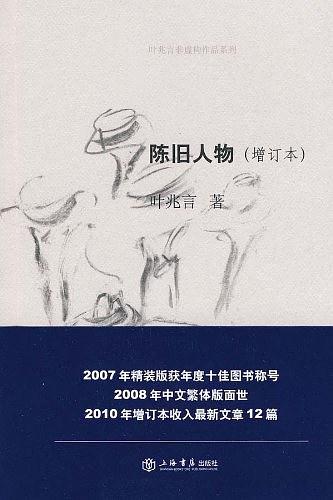 叶兆言非虚构作品系列
陈旧人物(增订本)
叶兆言 著
2007年精装版获年度十佳图书称号
2008年中文繁体版面世
2010年增订本收入最新文章12篇
上海书店出版社